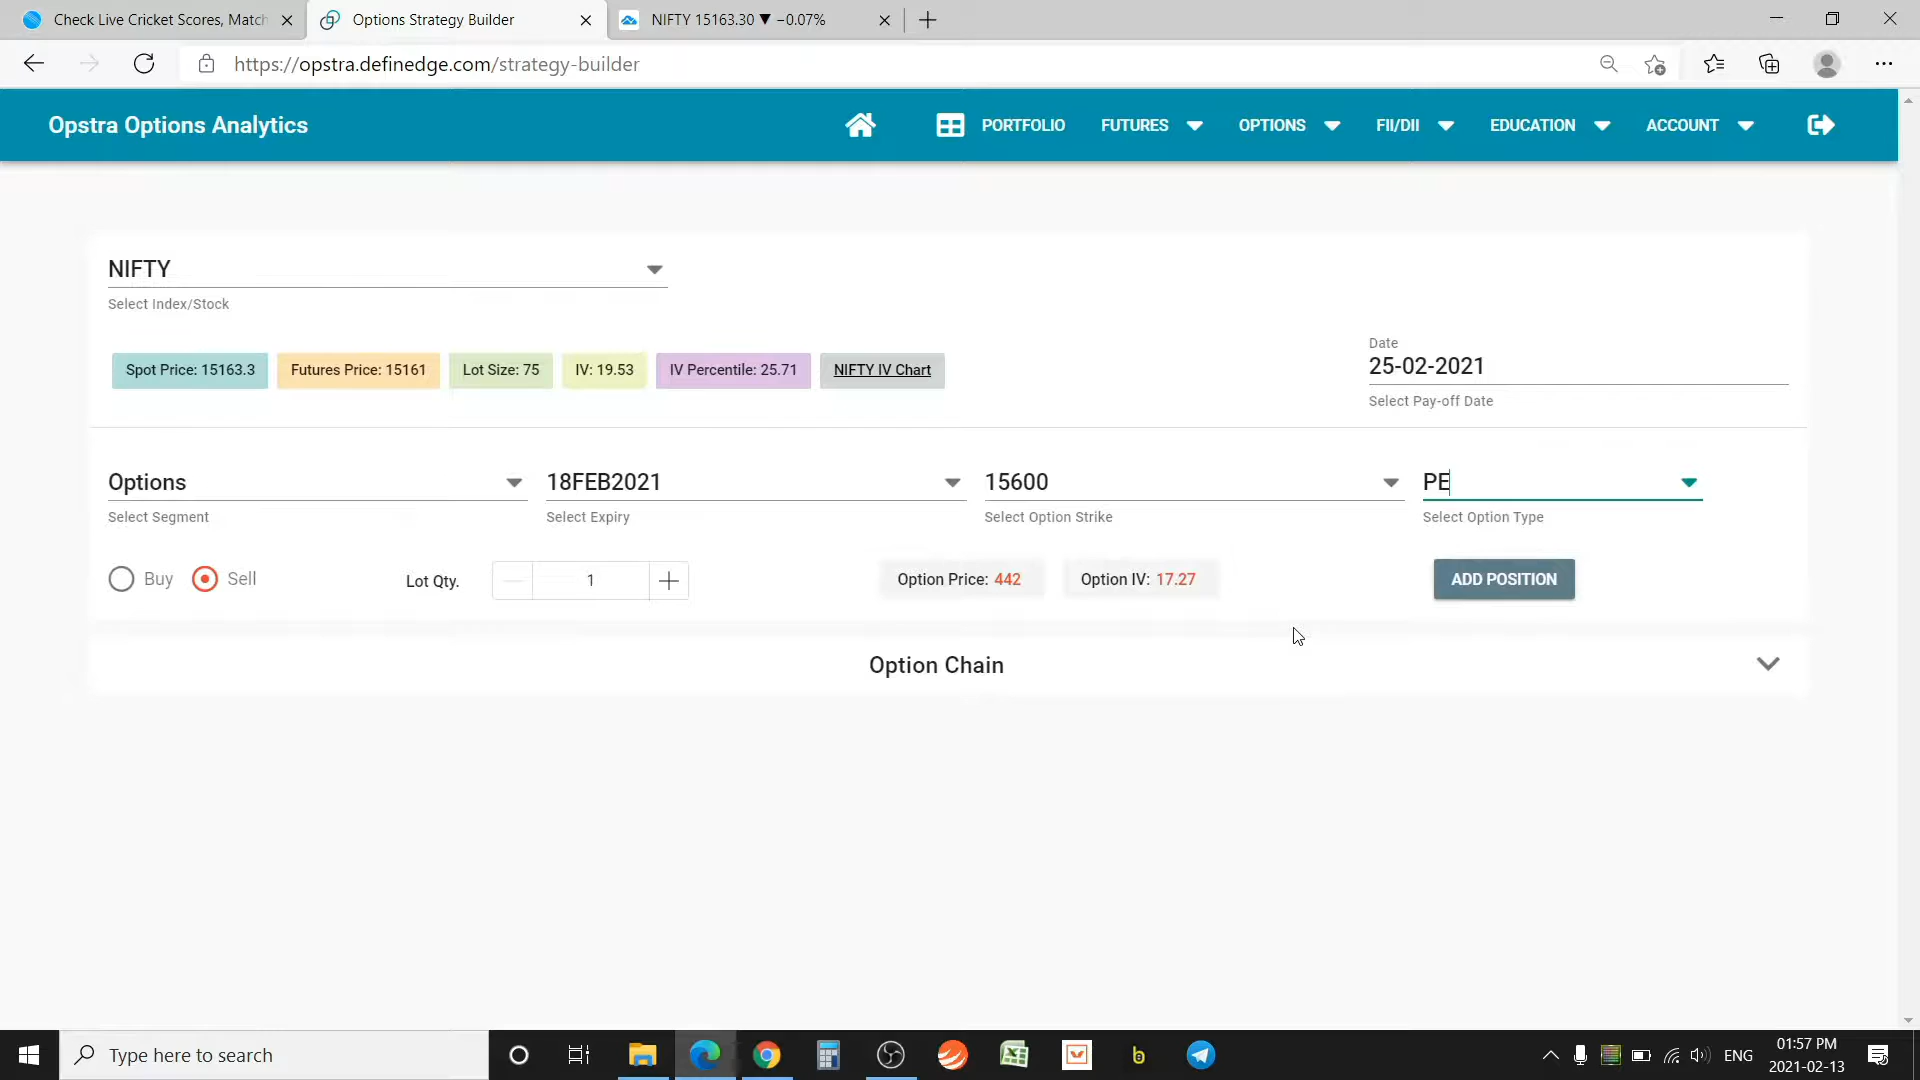 Check Live Cricket Scores, Match
Options Strategy Builder
NIFTY 15163.30 ▼ −0.07%
https://opstra.definedge.com/strategy-builder
Opstra Options Analytics
PORTFOLIO
FUTURES
OPTIONS
FII/DII
EDUCATION
ACCOUNT
NIFTY
Select Index/Stock
Spot Price: 15163.3
Futures Price: 15161
Lot Size: 75
IV: 19.53
IV Percentile: 25.71
NIFTY IV Chart
Date
25-02-2021
Select Pay-off Date
Options
18FEB2021
15600
PE
Select Segment
Select Expiry
Select Option Strike
Select Option Type
Buy
Sell
Lot Qty.
1
Option Price: 442
Option IV: 17.27
ADD POSITION
Option Chain
Type here to search
b
ENG
01:57 PM
2021-02-13